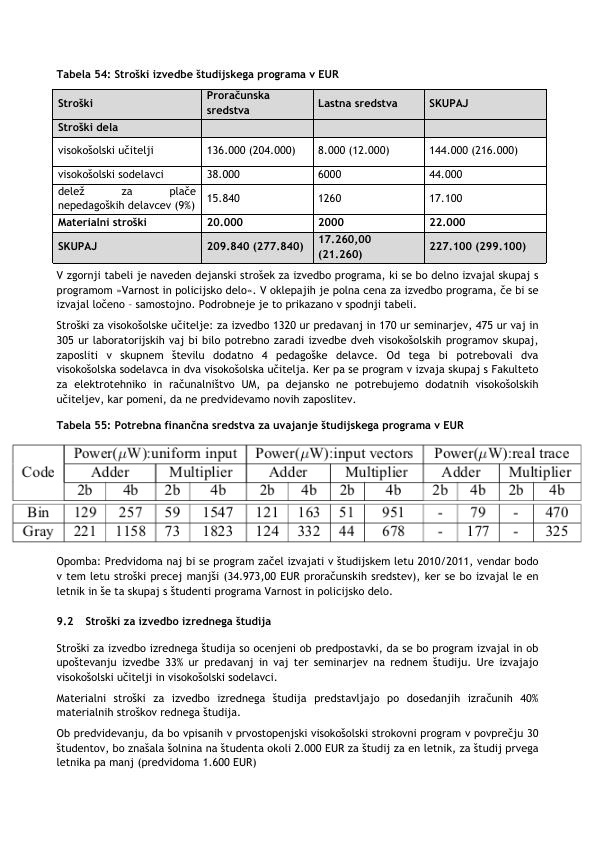 Tabela 54: Stroški izvedbe študijskega programa v EUR
Stroški Proračunska sredstva Lastna sredstva SKUPAJ
Stroški dela
visokošolski učitelji 136.000 (204.000) 8.000 (12.000) 144.000 (216.000)
visokošolski sodelavci 38.000 6000 44.000
delež za plače nepedagoških delavcev (9%) 15.840 1260 17.100
Materialni stroški 20.000 2000 22.000
SKUPAJ 209.840 (277.840) 17.260,00 (21.260) 227.100 (299.100)
V zgornji tabeli je naveden dejanski strošek za izvedbo programa, ki se bo delno izvajal skupaj s
programom »Varnost in policijsko delo«. V oklepajih je polna cena za izvedbo programa, če bi se
izvajal ločeno – samostojno. Podrobneje je to prikazano v spodnji tabeli.
Stroški za visokošolske učitelje: za izvedbo 1320 ur predavanj in 170 ur seminarjev, 475 ur vaj in
305 ur laboratorijskih vaj bi bilo potrebno zaradi izvedbe dveh visokošolskih programov skupaj,
zaposliti v skupnem številu dodatno 4 pedagoške delavce. Od tega bi potrebovali dva
visokošolska sodelavca in dva visokošolska učitelja. Ker pa se program v izvaja skupaj s Fakulteto
za elektrotehniko in računalništvo UM, pa dejansko ne potrebujemo dodatnih visokošolskih
učiteljev, kar pomeni, da ne predvidevamo novih zaposlitev.
Tabela 55: Potrebna finančna sredstva za uvajanje študijskega programa v EUR
Code Power(μW):uniform input Power(μW):input vectors Power(μW):real trace
Adder Multiplier Adder Multiplier Adder Multiplier
2b 4b 2b 4b 2b 4b 2b 4b 2b 4b 2b 4b
Bin 129 257 59 1547 121 163 51 951 - 79 - 470
Gray 221 1158 73 1823 124 332 44 678 - 177 - 325
Opomba: Predvidoma naj bi se program začel izvajati v študijskem letu 2010/2011, vendar bodo
v tem letu stroški precej manjši (34.973,00 EUR proračunskih sredstev), ker se bo izvajal le en
letnik in še ta skupaj s študenti programa Varnost in policijsko delo.
9.2 Stroški za izvedbo izrednega študija
Stroški za izvedbo izrednega študija so ocenjeni ob predpostavki, da se bo program izvajal in ob
upoštevanju izvedbe 33% ur predavanj in vaj ter seminarjev na rednem študiju. Ure izvajajo
visokošolski učitelji in visokošolski sodelavci.
Materialni stroški za izvedbo izrednega študija predstavljajo po dosedanjih izračunih 40%
materialnih stroškov rednega študija.
Ob predvidevanju, da bo vpisanih v prvostopenjski visokošolski strokovni program v povprečju 30
študentov, bo znašala šolnina na študenta okoli 2.000 EUR za študij za en letnik, za študij prvega
letnika pa manj (predvidoma 1.600 EUR)